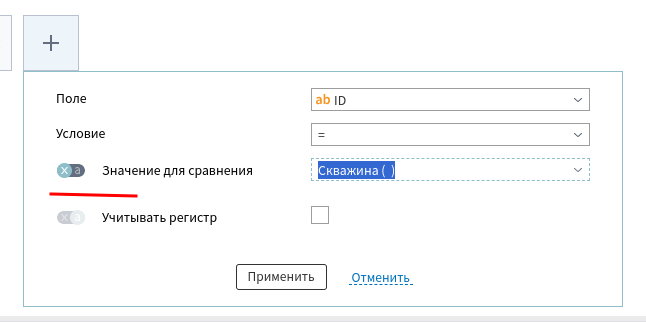 +
Поле ab ID
Условие =
x a Значение для сравнения Скважина ( )
x a Учитывать регистр
Применить Отменить